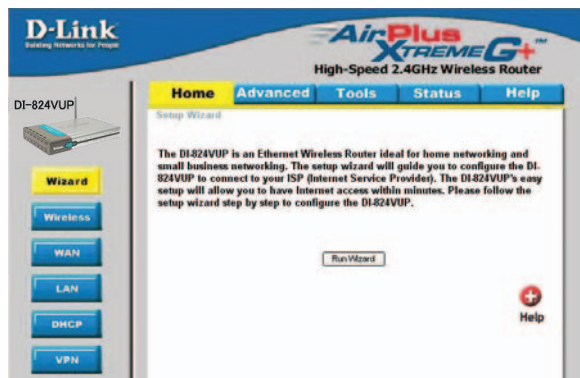 D-Link
Building Networks for People
AirPlus
XTREME G+™
High-Speed 2.4GHz Wireless Router
DI-824VUP
Home Advanced Tools Status Help
Setup Wizard
The DI-824VUP is an Ethernet Wireless Router ideal for home networking and
small business networking. The setup wizard will guide you to configure the DI-
824VUP to connect to your ISP (Internet Service Provider). The DI-824VUP's easy
setup will allow you to have Internet access within minutes. Please follow the
setup wizard step by step to configure the DI-824VUP.
Run Wizard
Wizard
Wireless
WAN
LAN
DHCP
VPN
Help